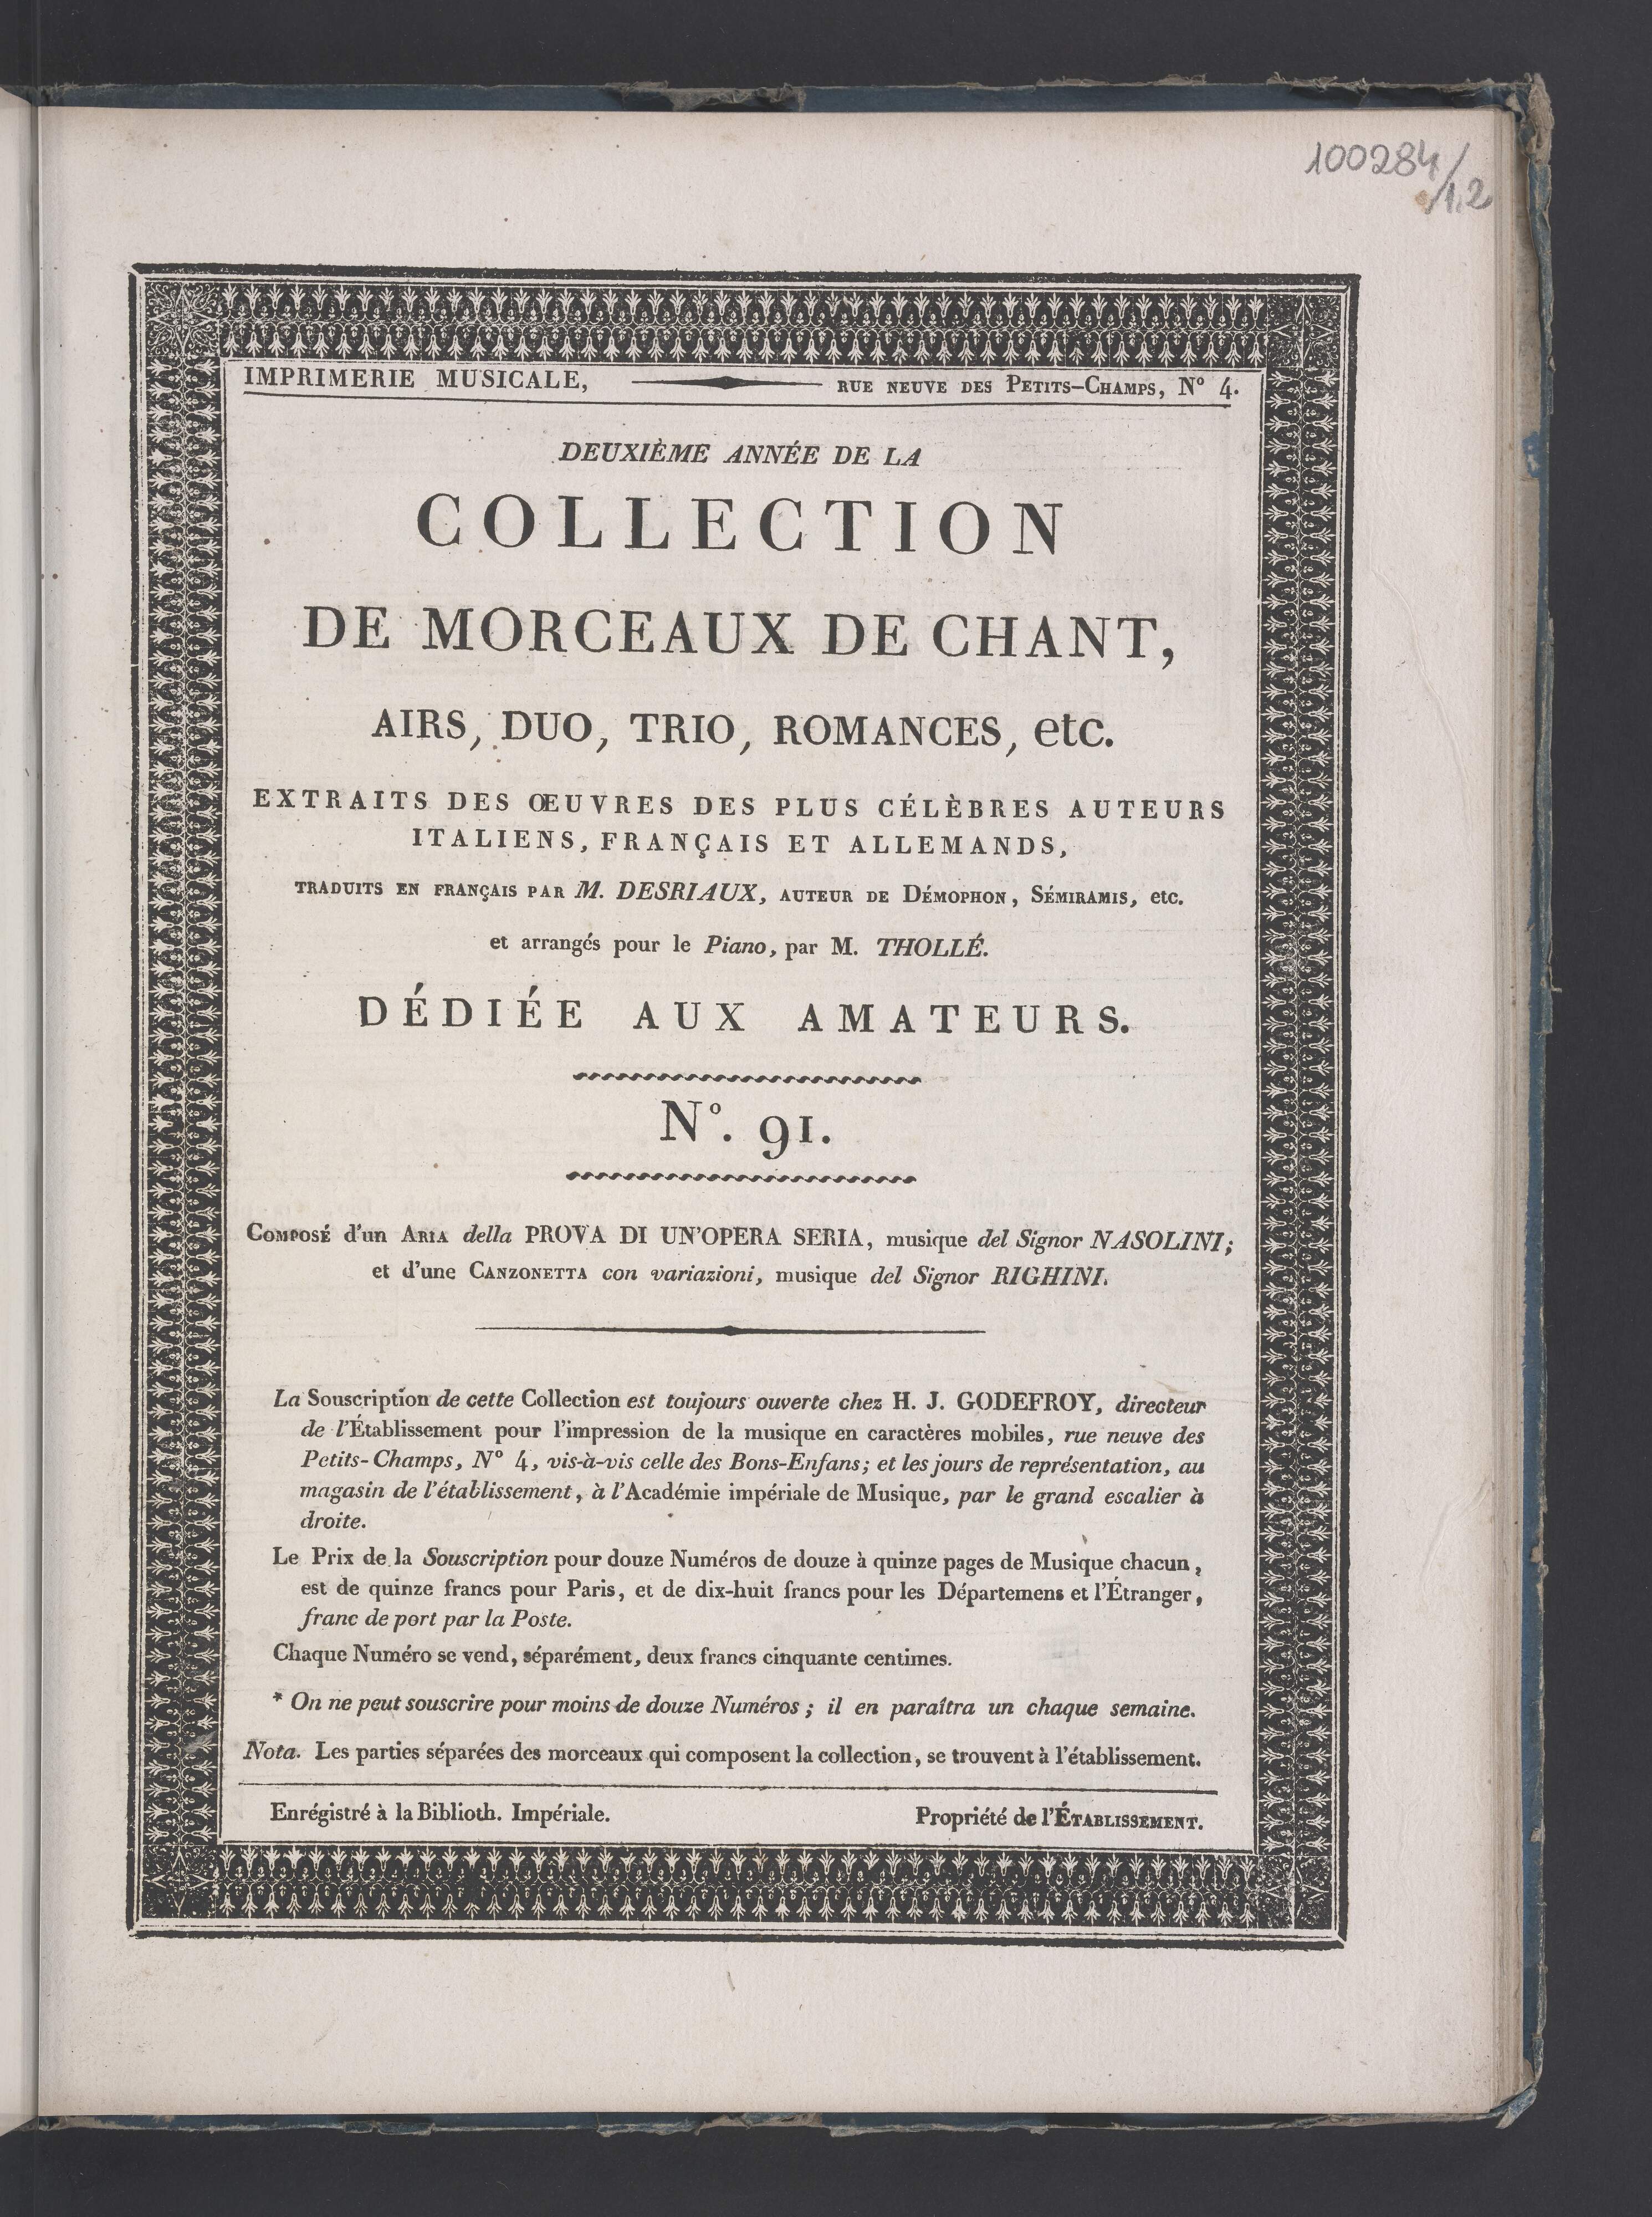 100284/
1,2
IMPRIMERIE MUSICALE, RUE NEUVE DES PETITS-CHAMPS, Nº 4.
DEUXIÈME ANNÉE DE LA
COLLECTION
DE MORCEAUX DE CHANT,
AIRS, DUO, TRIO, ROMANCES, etc.
EXTRAITS DES ŒUVRES DES PLUS CÉLÈBRES AUTEURS
ITALIENS, FRANÇAIS ET ALLEMANDS,
TRADUITS EN FRANÇAIS PAR M. DESRIAUX, AUTEUR DE DÉMOPHON, SÉMIRAMIS, etc.
et arrangés pour le Piano, par M. THOLLÉ.
DÉDIÉE AUX AMATEURS.
Nº. 91.
COMPOSÉ d'un ARIA della PROVA DI UN'OPERA SERIA, musique del Signor NASOLINI;
et d'une CANZONETTA con variazioni, musique del Signor RIGHINI.
La Souscription de cette Collection est toujours ouverte chez H. J. GODEFROY, directeur
de l'Établissement pour l'impression de la musique en caractères mobiles, rue neuve des
Petits-Champs, Nº 4, vis-à-vis celle des Bons-Enfans; et les jours de représentation, au
magasin de l'établissement, à l'Académie impériale de Musique, par le grand escalier à
droite.
Le Prix de la Souscription pour douze Numéros de douze à quinze pages de Musique chacun,
est de quinze francs pour Paris, et de dix-huit francs pour les Départemens et l'Étranger,
franc de port par la Poste.
Chaque Numéro se vend, séparément, deux francs cinquante centimes.
* On ne peut souscrire pour moins de douze Numéros; il en paraîtra un chaque semaine.
Nota. Les parties séparées des morceaux qui composent la collection, se trouvent à l'établissement.
Enrégistré à la Biblioth. Impériale. Propriété de l'ÉTABLISSEMENT.